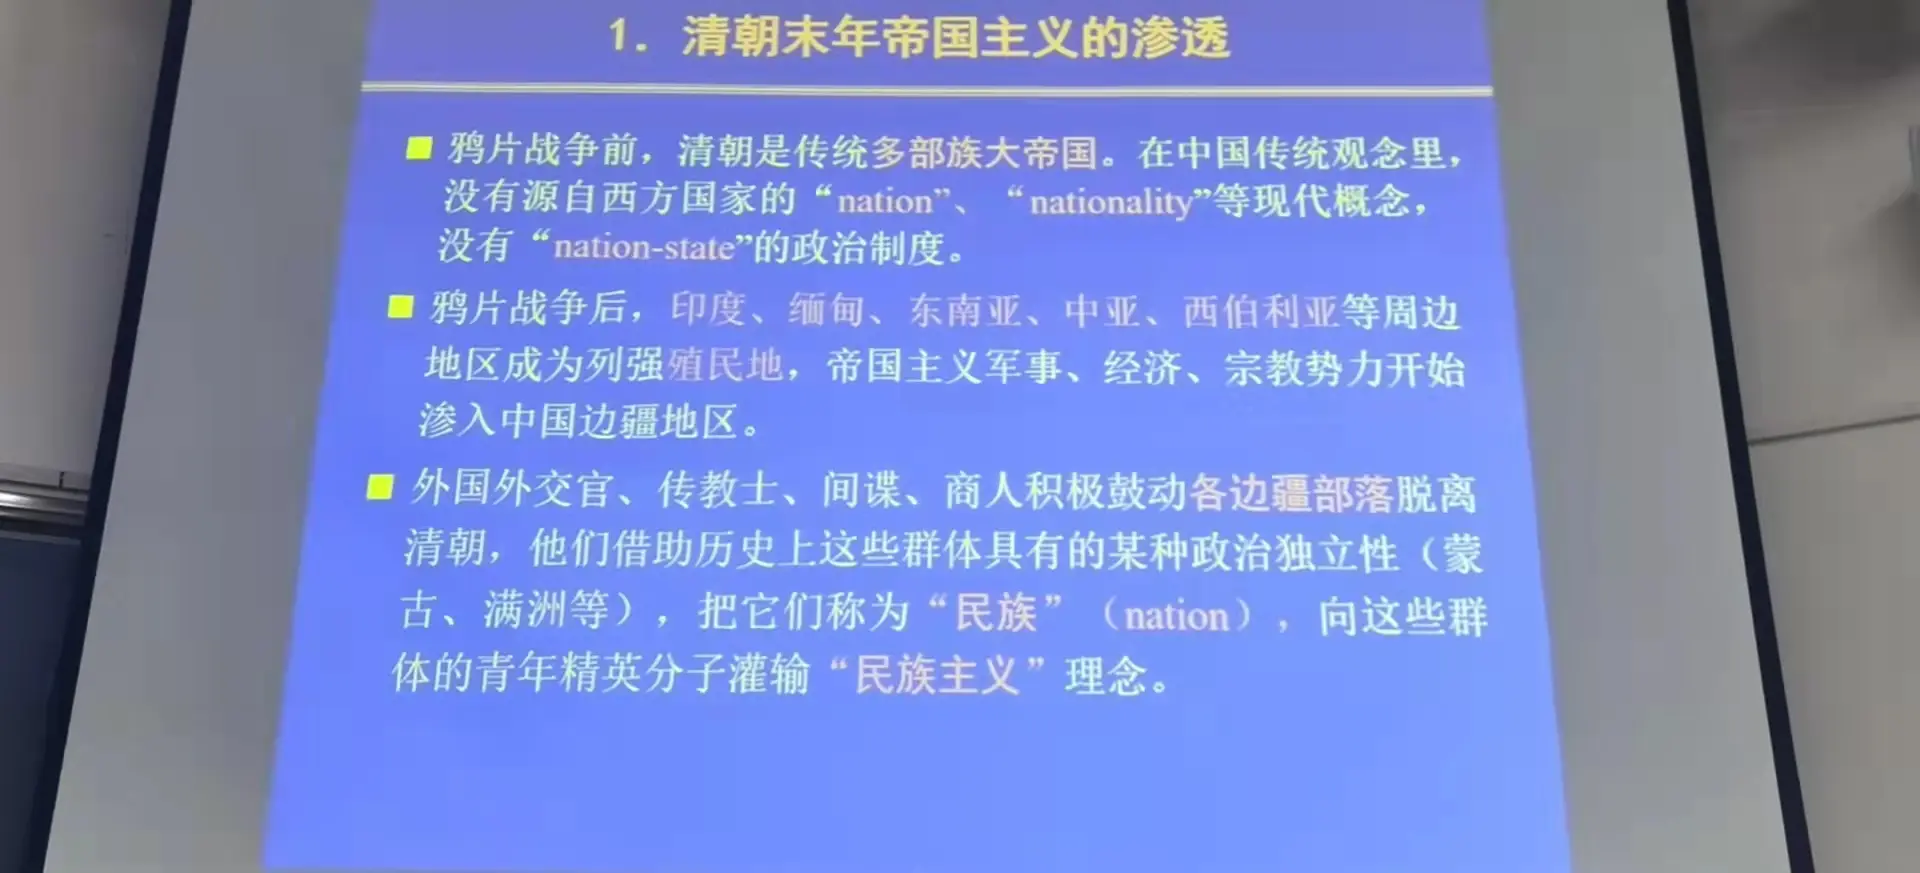 1. 清朝末年帝国主义的渗透
鸦片战争前，清朝是传统多部族大帝国。在中国传统观念里，
没有源自西方国家的“nation”、“nationality”等现代概念，
没有“nation-state”的政治制度。
鸦片战争后，印度、缅甸、东南亚、中亚、西伯利亚等周边
地区成为列强殖民地，帝国主义军事、经济、宗教势力开始
渗入中国边疆地区。
外国外交官、传教士、间谍、商人积极鼓动各边疆部落脱离
清朝，他们借助历史上这些群体具有的某种政治独立性（蒙
古、满洲等），把它们称为“民族”（nation），向这些群
体的青年精英分子灌输“民族主义”理念。